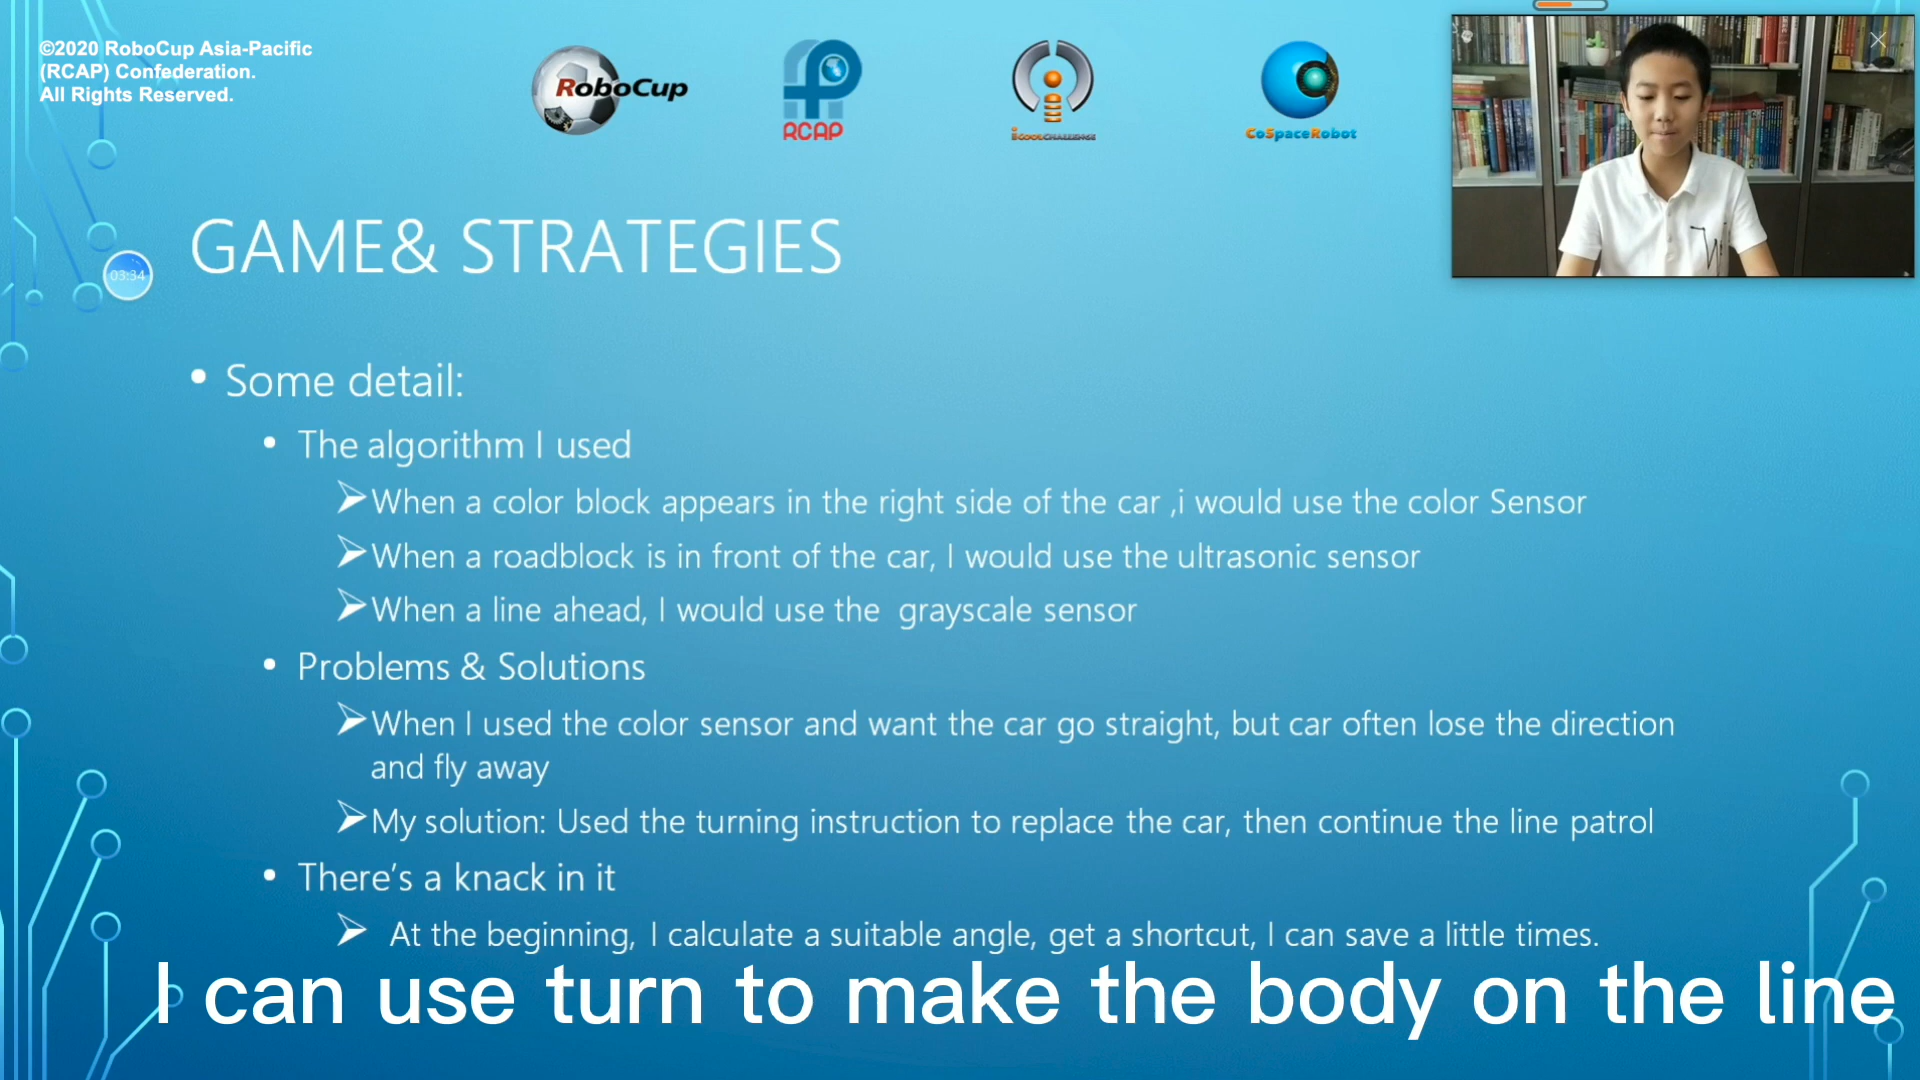 ©2020 RoboCup Asia-Pacific
(RCAP) Confederation.
All Rights Reserved.
RoboCup
RCAP
iCOOLCHALLENGE
CoSpaceRobot
GAME& STRATEGIES
03:34
• Some detail:
• The algorithm I used
When a color block appears in the right side of the car ,i would use the color Sensor
When a roadblock is in front of the car, I would use the ultrasonic sensor
When a line ahead, I would use the grayscale sensor
• Problems & Solutions
When I used the color sensor and want the car go straight, but car often lose the direction
and fly away
My solution: Used the turning instruction to replace the car, then continue the line patrol
• There's a knack in it
At the beginning, I calculate a suitable angle, get a shortcut, I can save a little times.
I can use turn to make the body on the line